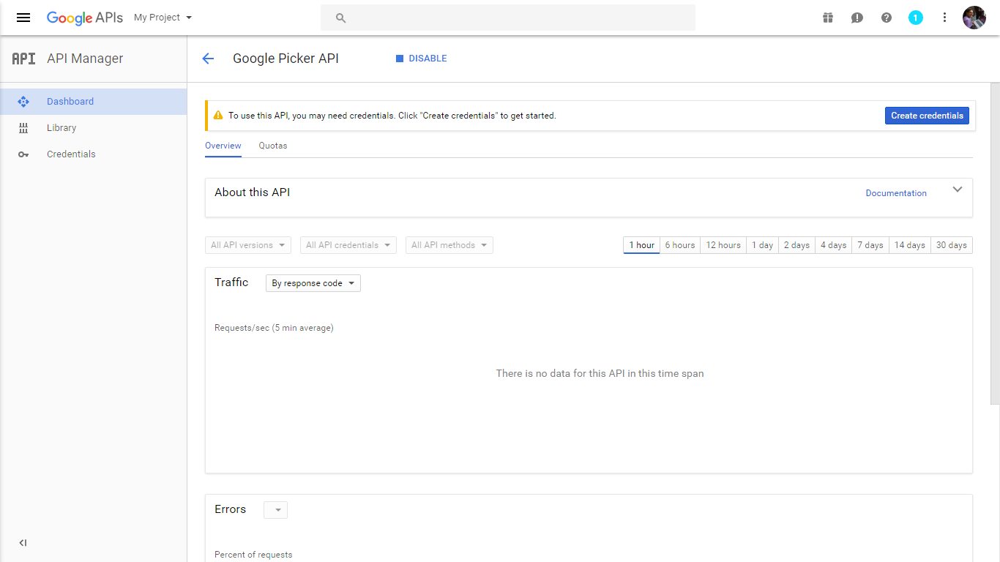 Google APIs My Project 1
API API Manager
Google Picker API DISABLE
Dashboard
Library
Credentials
To use this API, you may need credentials. Click "Create credentials" to get started. Create credentials
Overview Quotas
About this API Documentation
All API versions All API credentials All API methods 1 hour 6 hours 12 hours 1 day 2 days 4 days 7 days 14 days 30 days
Traffic By response code
Requests/sec (5 min average)
There is no data for this API in this time span
Errors
Percent of requests